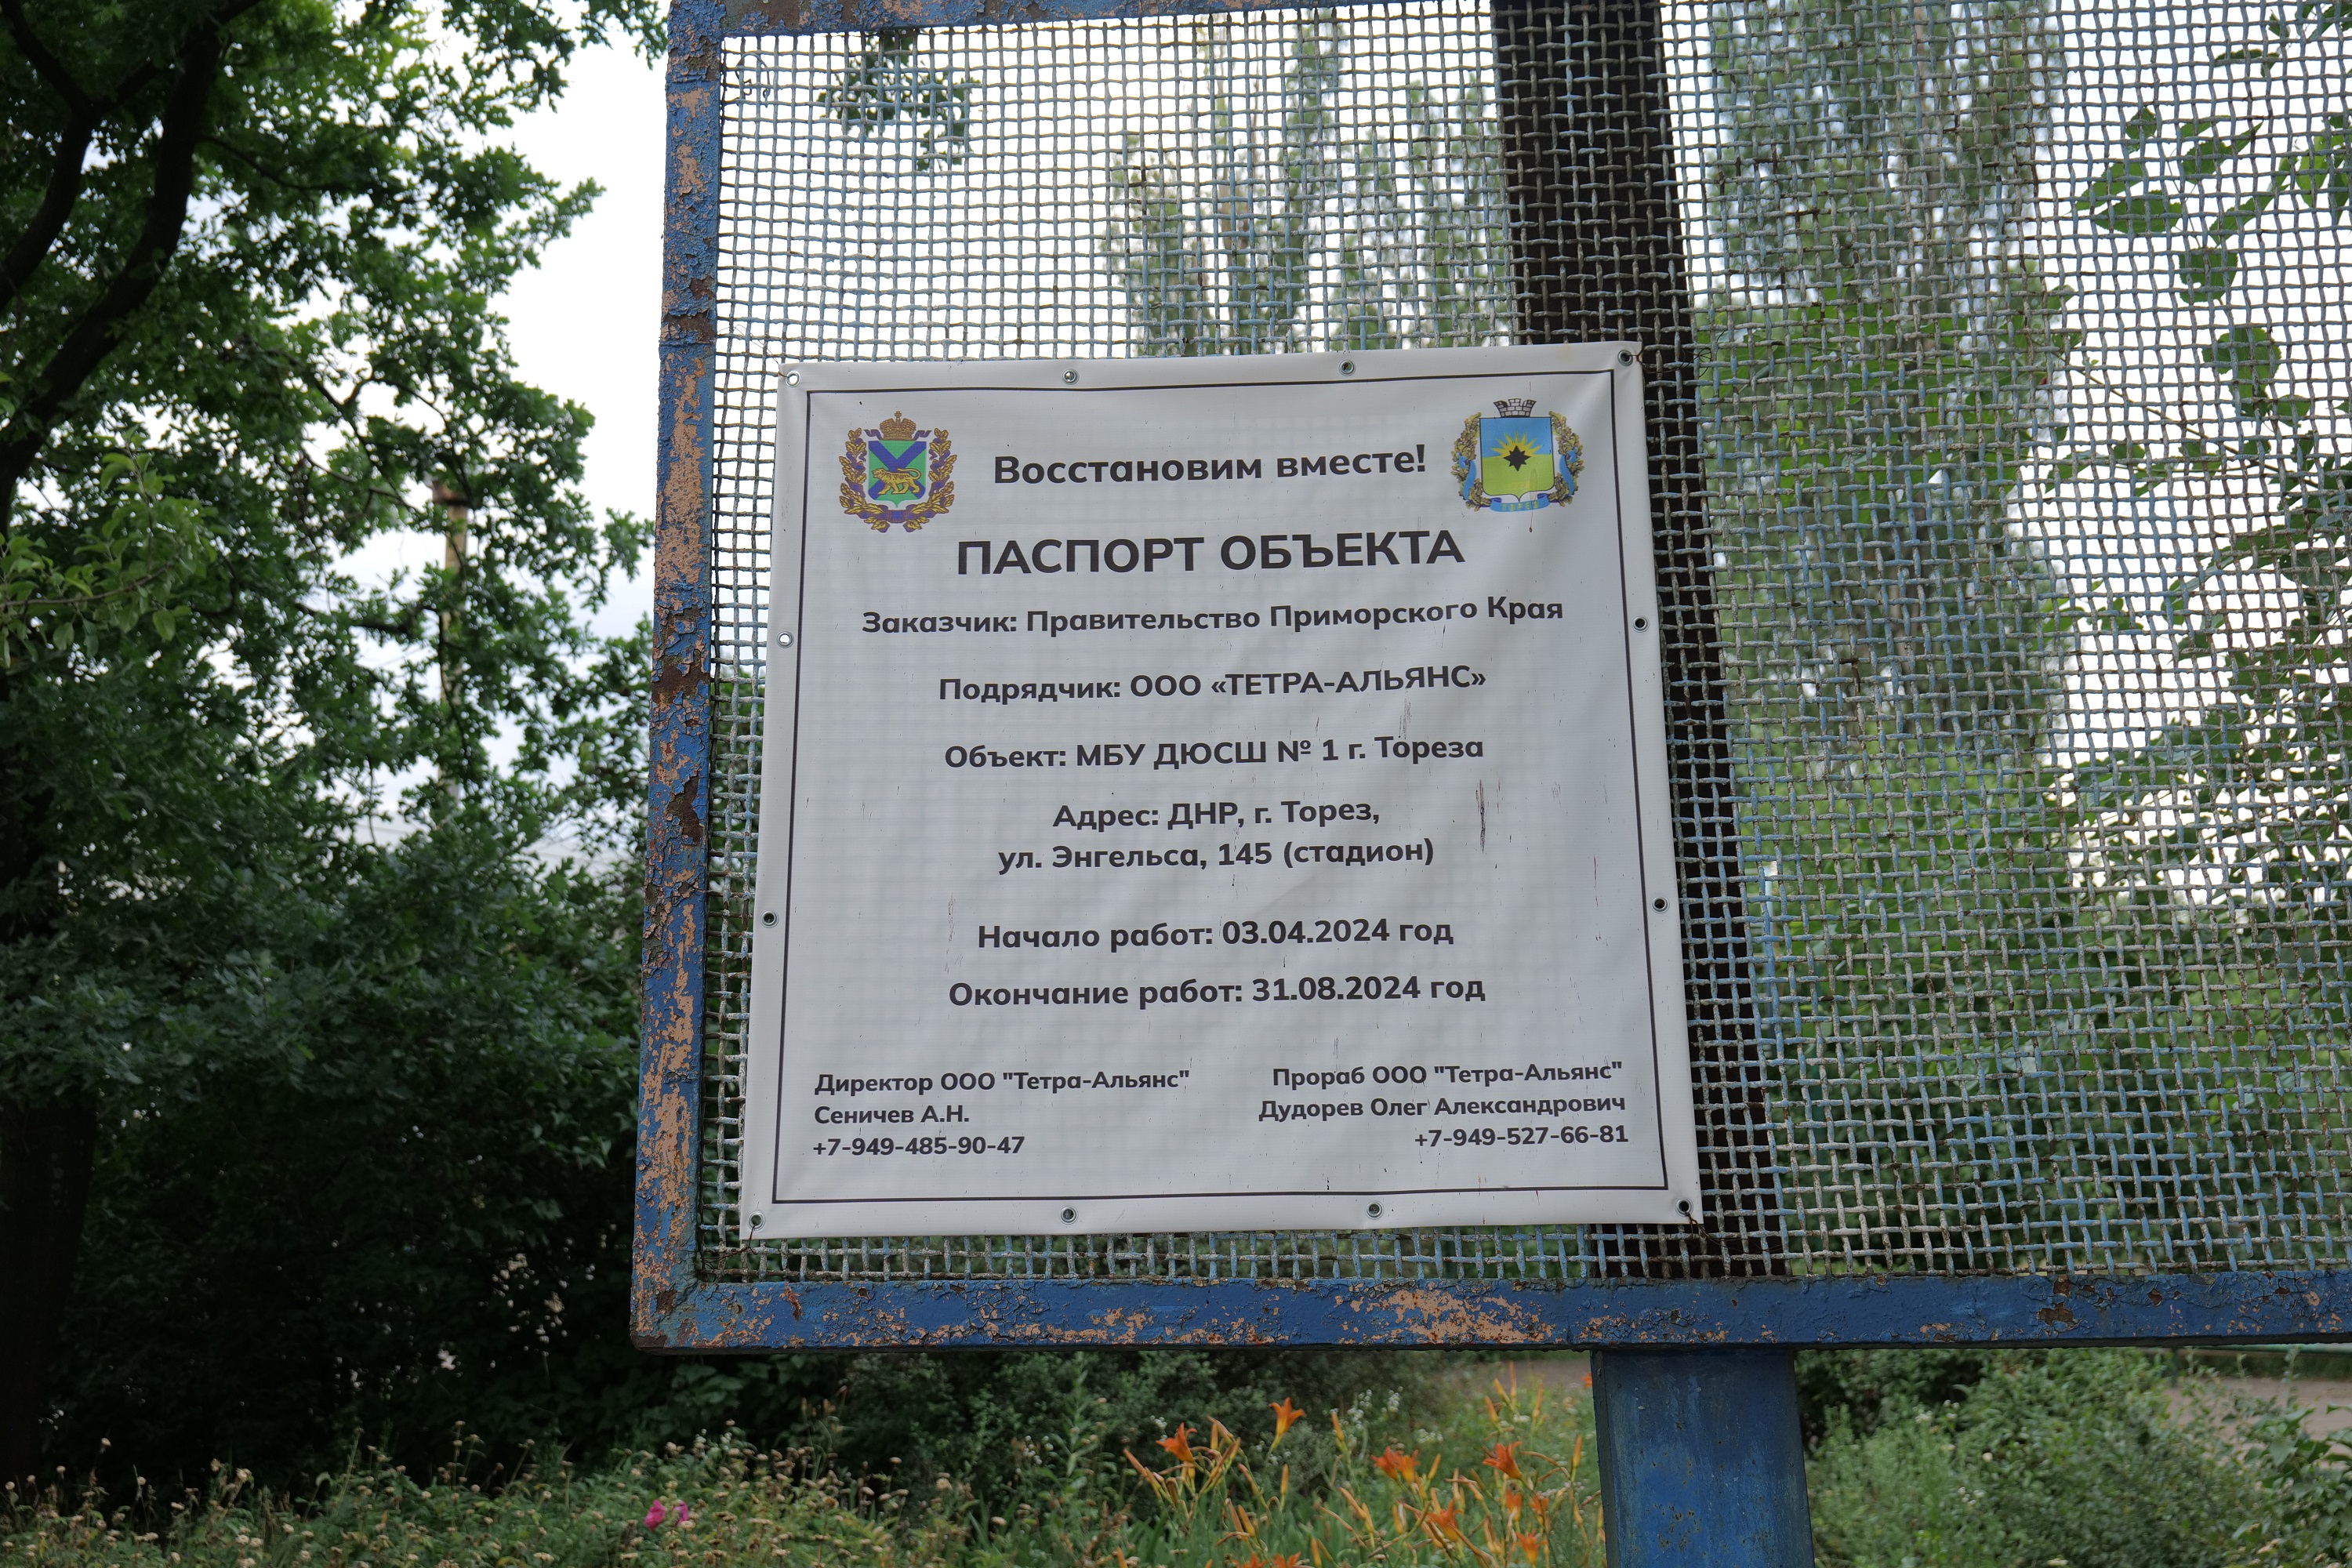 Восстановим вместе!
ПАСПОРТ ОБЪЕКТА
Заказчик: Правительство Приморского Края
Подрядчик: ООО «ТЕТРА-АЛЬЯНС»
Объект: МБУ ДЮСШ № 1 г. Тореза
Адрес: ДНР, г. Торез,
ул. Энгельса, 145 (стадион)
Начало работ: 03.04.2024 год
Окончание работ: 31.08.2024 год
Директор ООО "Тетра-Альянс"
Сеничев А.Н.
+7-949-485-90-47
Прораб ООО "Тетра-Альянс"
Дудорев Олег Александрович
+7-949-527-66-81
ТОРЕЗ